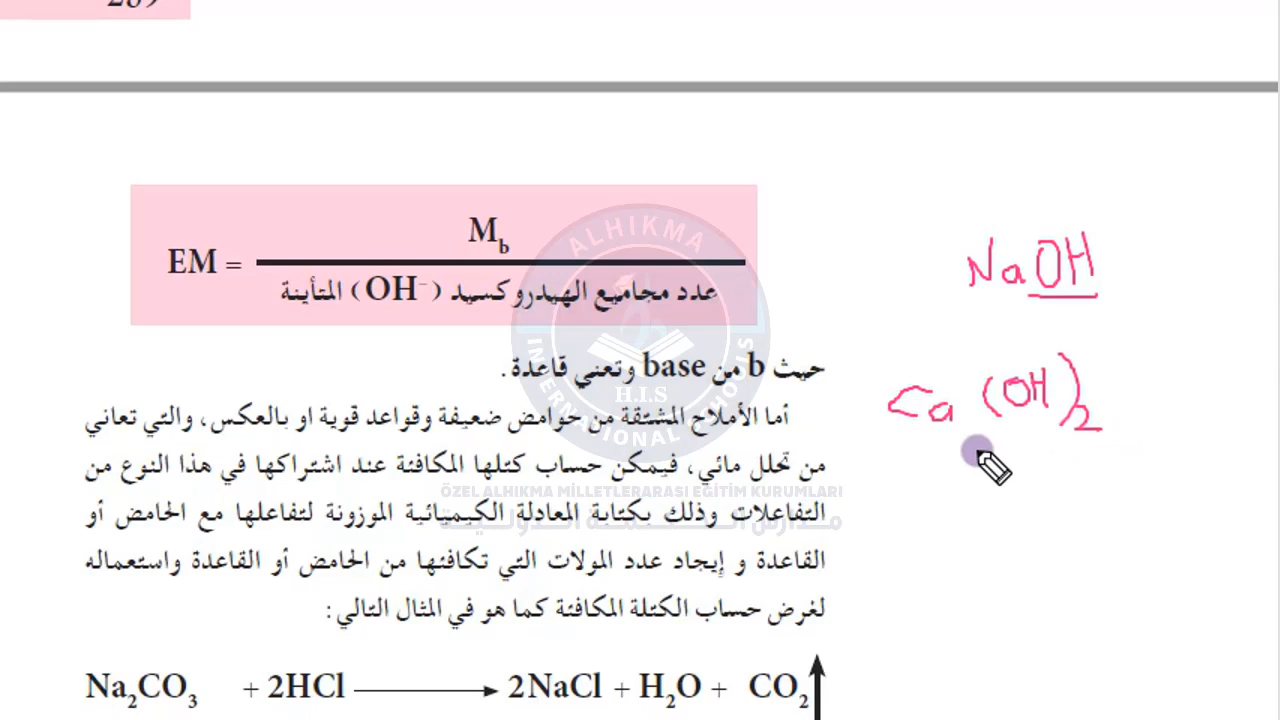 EM = M_b / عدد مجاميع الهيدروكسيد (OH⁻) المتأينة
حيث b من base وتعني قاعدة .
أما الأملاح المشتقة من حوامض ضعيفة وقواعد قوية او بالعكس، والتي تعاني
من تحلل مائي، فيمكن حساب كتلها المكافئة عند اشتراكها في هذا النوع من
التفاعلات وذلك بكتابة المعادلة الكيميائية الموزونة لتفاعلها مع الحامض أو
القاعدة و إيجاد عدد المولات التي تكافئها من الحامض أو القاعدة واستعماله
لغرض حساب الكتلة المكافئة كما هو في المثال التالي:
Na₂CO₃ + 2HCl ⟶ 2NaCl + H₂O + CO₂↑
NaOH
Ca (OH)₂
ALHIKMA
INTERNATIONAL SCHOOLS
H.I.S
ÖZEL ALHIKMA MİLLETLERARASI EĞİTİM KURUMLARI